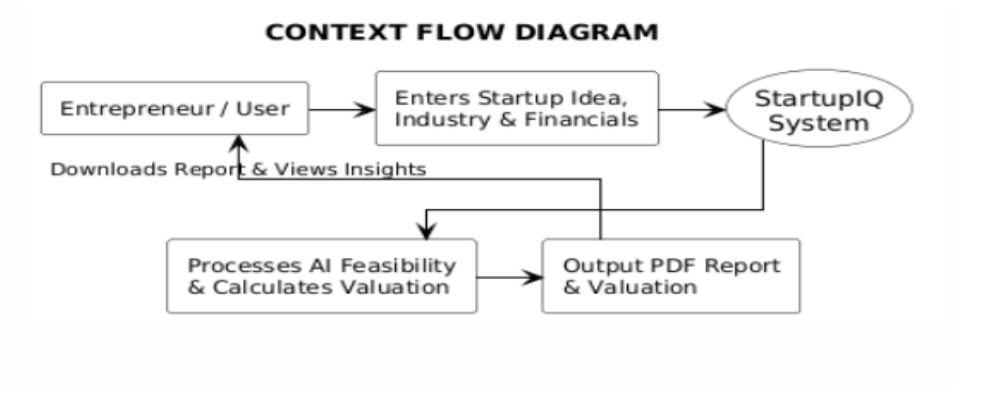 CONTEXT FLOW DIAGRAM
Entrepreneur / User
Enters Startup Idea,
Industry & Financials
StartupIQ
System
Downloads Report & Views Insights
Processes AI Feasibility
& Calculates Valuation
Output PDF Report
& Valuation